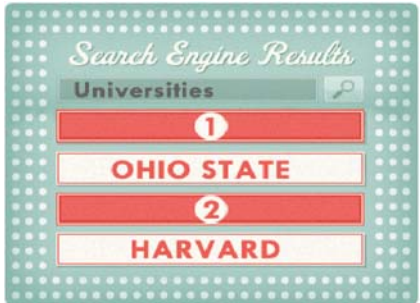 Search Engine Results
Universities
1
OHIO STATE
2
HARVARD